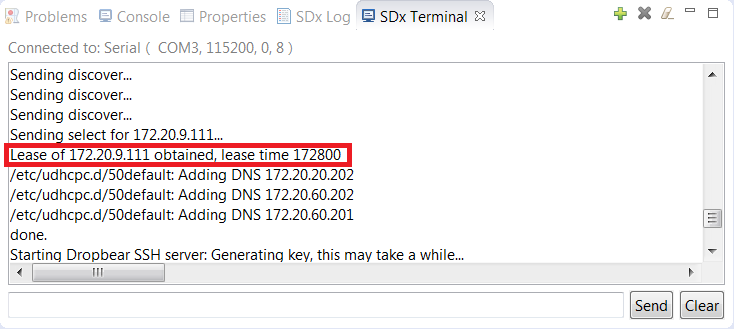 Problems Console Properties SDx Log SDx Terminal
Connected to: Serial ( COM3, 115200, 0, 8 )
Sending discover...
Sending discover...
Sending discover...
Sending select for 172.20.9.111...
Lease of 172.20.9.111 obtained, lease time 172800
/etc/udhcpc.d/50default: Adding DNS 172.20.20.202
/etc/udhcpc.d/50default: Adding DNS 172.20.60.202
/etc/udhcpc.d/50default: Adding DNS 172.20.60.201
done.
Starting Dropbear SSH server: Generating key, this may take a while...
Send Clear